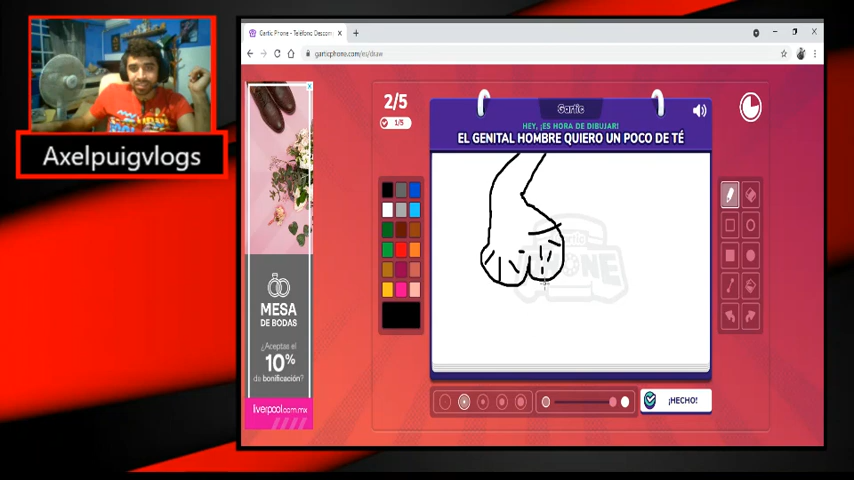 Gartic Phone - Teléfono Descom
garticphone.com/es/draw
Axelpuigvlogs
2/5
1/5
Gartic
HEY, ¡ES HORA DE DIBUJAR!
EL GENITAL HOMBRE QUIERO UN POCO DE TÉ
MESA
DE BODAS
¿Aceptas el
10%
de bonificación?
liverpool.com.mx
¡HECHO!